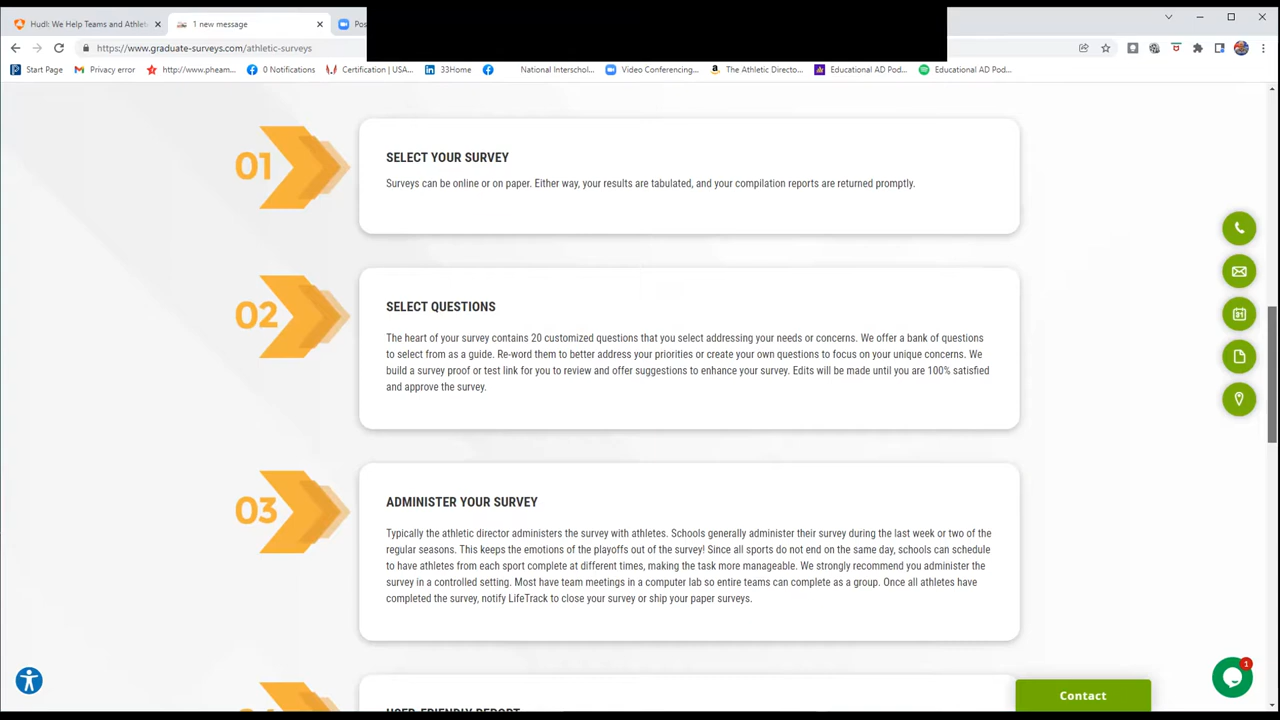 Hudl: We Help Teams and Athlet
1 new message
Pos
https://www.graduate-surveys.com/athletic-surveys
Start Page
Privacy error
http://www.pheam...
0 Notifications
Certification | USA...
33Home
National Interschol...
Video Conferencing...
The Athletic Directo...
Educational AD Pod...
Educational AD Pod...
01
SELECT YOUR SURVEY
Surveys can be online or on paper. Either way, your results are tabulated, and your compilation reports are returned promptly.
02
SELECT QUESTIONS
The heart of your survey contains 20 customized questions that you select addressing your needs or concerns. We offer a bank of questions
to select from as a guide. Re-word them to better address your priorities or create your own questions to focus on your unique concerns. We
build a survey proof or test link for you to review and offer suggestions to enhance your survey. Edits will be made until you are 100% satisfied
and approve the survey.
03
ADMINISTER YOUR SURVEY
Typically the athletic director administers the survey with athletes. Schools generally administer their survey during the last week or two of the
regular seasons. This keeps the emotions of the playoffs out of the survey! Since all sports do not end on the same day, schools can schedule
to have athletes from each sport complete at different times, making the task more manageable. We strongly recommend you administer the
survey in a controlled setting. Most have team meetings in a computer lab so entire teams can complete as a group. Once all athletes have
completed the survey, notify LifeTrack to close your survey or ship your paper surveys.
USER-FRIENDLY REPORT
31
1
Contact